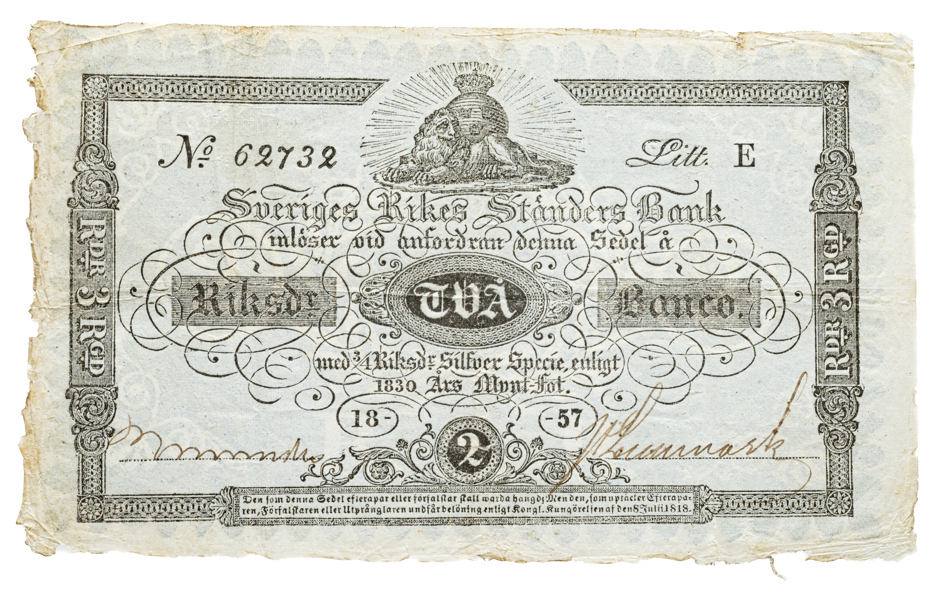 No 62732 Litt. E
Sveriges Rikes Ständers Bank
inlöser vid anfordran denna Sedel å
Riksdr. TVÅ Banco.
med 3/4 Riksdr Silfver Specie, enligt
1830 Års Mynt-fot.
18- -57
2
Den som denna Sedel efterapar eller förfalskar skall warda hängd; Men den, som uptäcker Efterapa-
ren, Förfalskaren eller Utprånglaren undfår belöning enligt Kongl. Kungörelsen af den 8 Julii 1818.
RDR 3 RGD
RDR 3 RGD